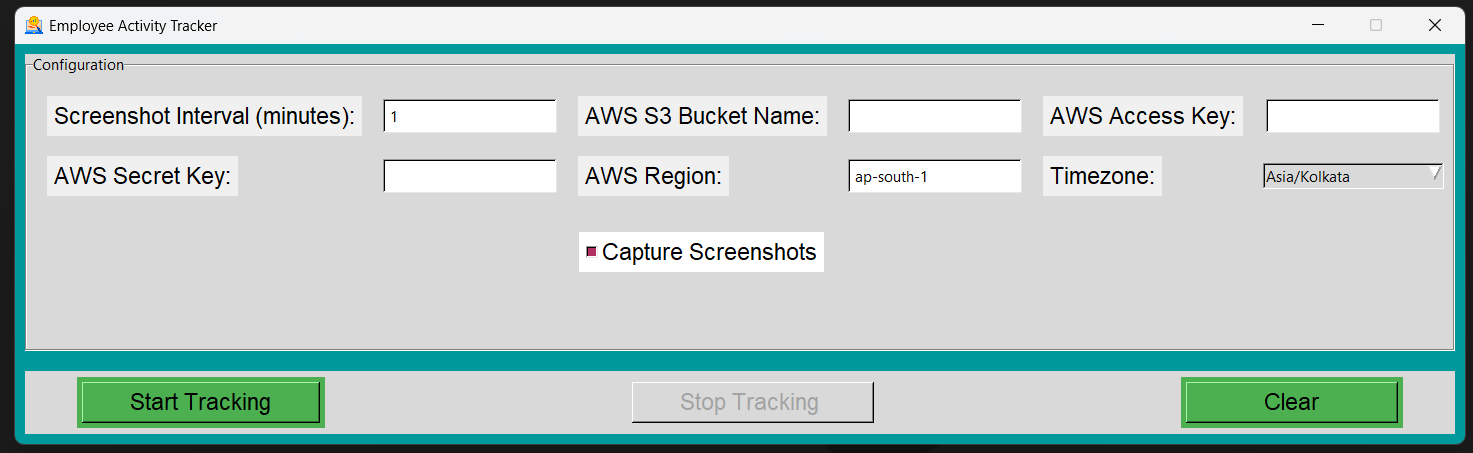 Employee Activity Tracker
Configuration
Screenshot Interval (minutes): 1 AWS S3 Bucket Name: AWS Access Key:
AWS Secret Key: AWS Region: ap-south-1 Timezone: Asia/Kolkata
Capture Screenshots
Start Tracking Stop Tracking Clear